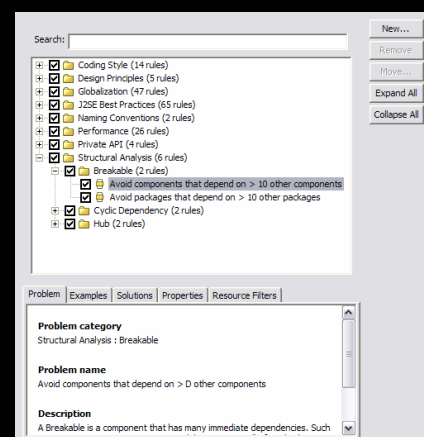 New...
Search:
Remove
Move...
Expand All
Collapse All
Coding Style (14 rules)
Design Principles (5 rules)
Globalization (47 rules)
J2SE Best Practices (65 rules)
Naming Conventions (2 rules)
Performance (26 rules)
Private API (4 rules)
Structural Analysis (6 rules)
Breakable (2 rules)
Avoid components that depend on > 10 other components
Avoid packages that depend on > 10 other packages
Cyclic Dependency (2 rules)
Hub (2 rules)
Problem Examples Solutions Properties Resource Filters
Problem category
Structural Analysis : Breakable
Problem name
Avoid components that depend on > D other components
Description
A Breakable is a component that has many immediate dependencies. Such